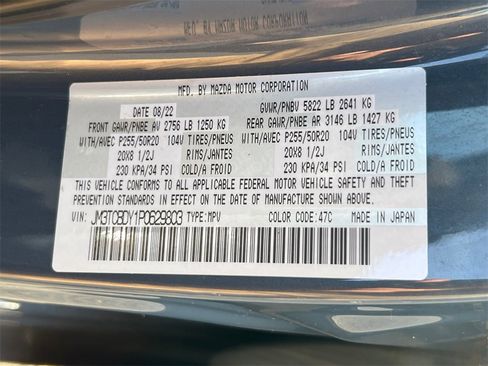 MFD. BY MAZDA MOTOR CORPORATION
DATE 08/22 GVWR/PNBV 5822 LB 2641 KG
FRONT GAWR/PNBE AV 2756 LB 1250 KG REAR GAWR/PNBE AR 3146 LB 1427 KG
WITH/AVEC P255/50R20 104V TIRES/PNEUS WITH/AVEC P255/50R20 104V TIRES/PNEUS
20X8 1/2J RIMS/JANTES 20X8 1/2J RIMS/JANTES
230 KPA/34 PSI COLD/A FROID 230 KPA/34 PSI COLD/A FROID
THIS VEHICLE CONFORMS TO ALL APPLICABLE FEDERAL MOTOR VEHICLE SAFETY AND
THEFT PREVENTION STANDARDS IN EFFECT ON THE DATE OF MANUFACTURE SHOWN ABOVE.
VIN: JM3TCBDY1P0629803 TYPE:MPV COLOR CODE:47C MADE IN JAPAN